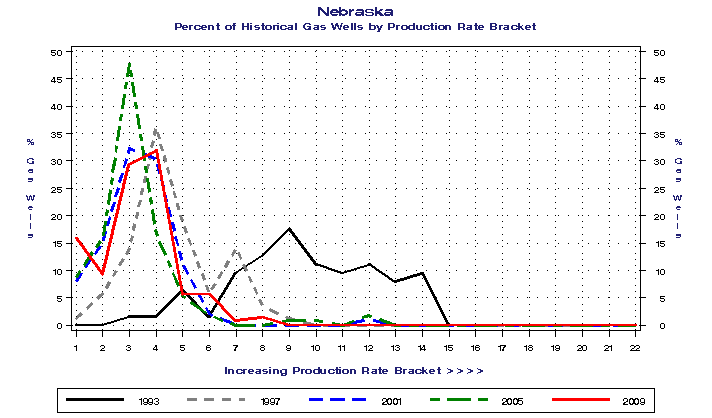 Nebraska
Percent of Historical Gas Wells by Production Rate Bracket
50 50
45 45
40 40
35 35
30 30
25 25
20 20
15 15
10 10
5 5
0 0
% Gas Wells
% Gas Wells
1 2 3 4 5 6 7 8 9 10 11 12 13 14 15 16 17 18 19 20 21 22
Increasing Production Rate Bracket > > > >
1993 1997 2001 2005 2009